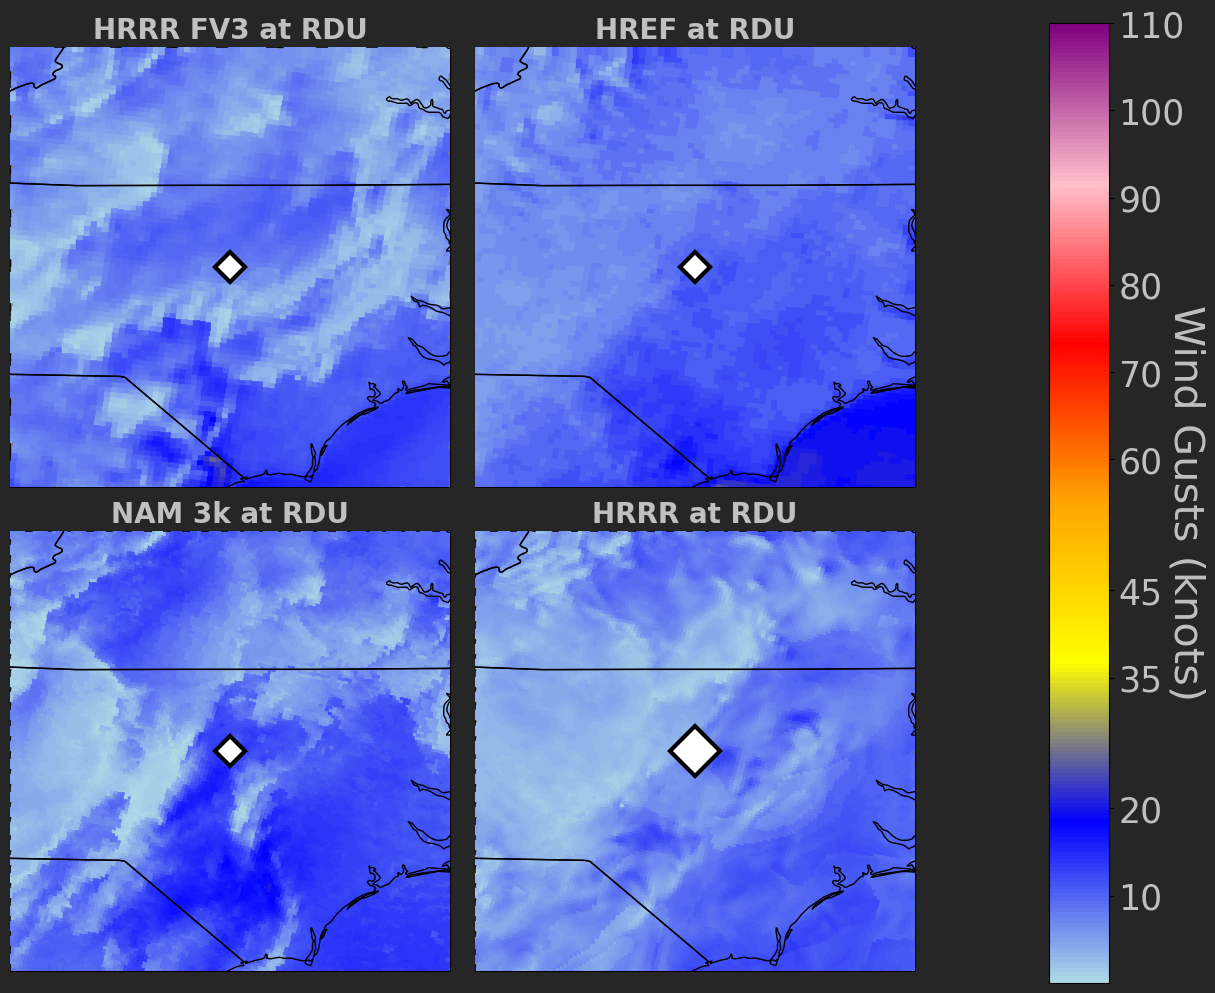 HRRR FV3 at RDU
HREF at RDU
NAM 3k at RDU
HRRR at RDU
110
100
90
80
70
60
45
35
20
10
Wind Gusts (knots)